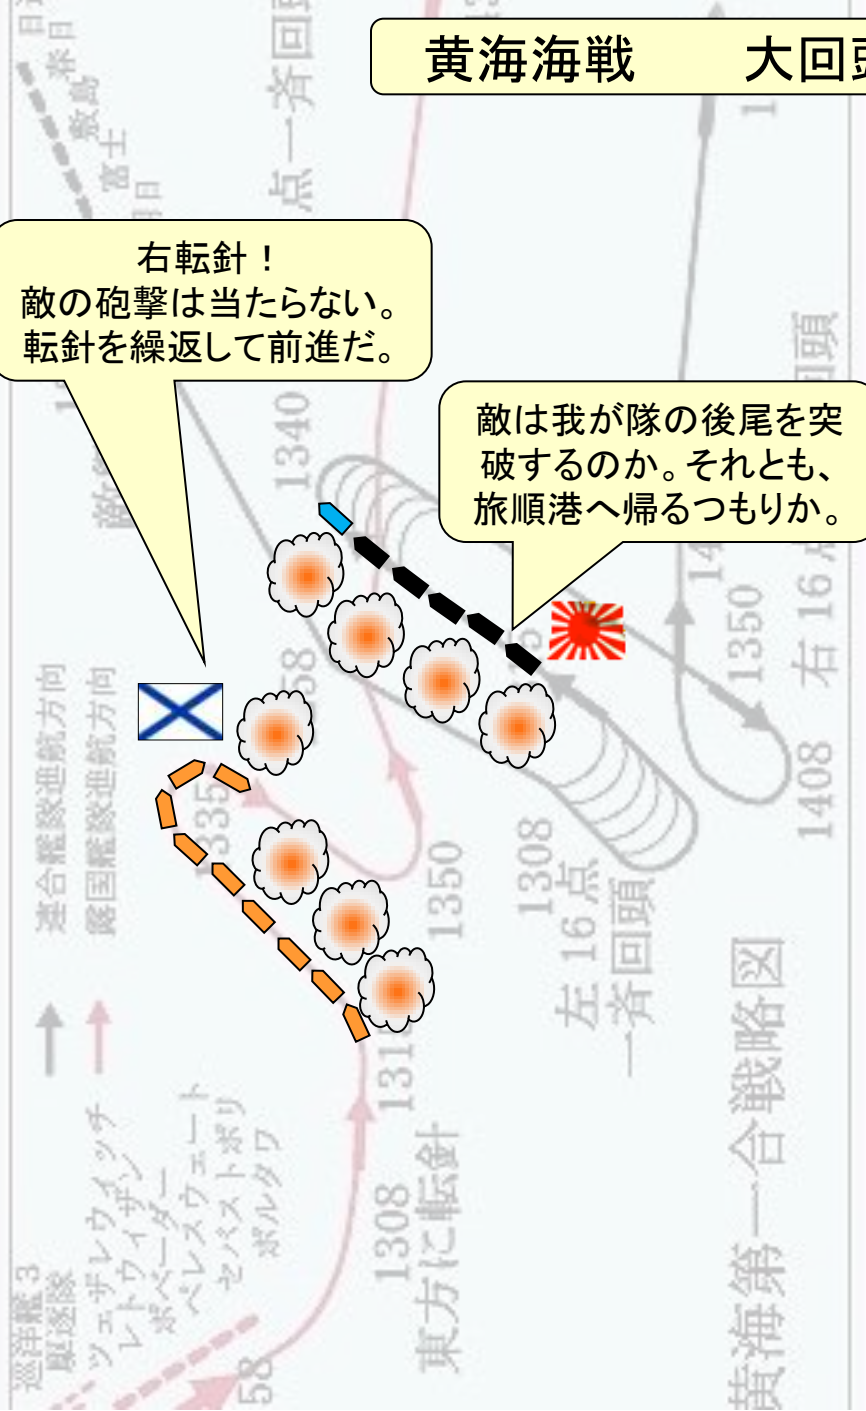 黄海海戦 大回
右転針！
敵の砲撃は当たらない。
転針を繰返して前進だ。
敵は我が隊の後尾を突
破するのか。それとも、
旅順港へ帰るつもりか。
春日
敷島
富士
点一斉回頭
1340
1335
1350
1308
左16点
一斉回頭
1350
右16点
回頭
1408
連合艦隊進航方向
露国艦隊進航方向
1308
東方に転針
巡洋艦3
駆逐隊
ツェザレウィッチ
レトウィザン
ポベーダー
ペレスウェート
セバストポリ
ポルタワ
58
58
黄海第一合戦略図